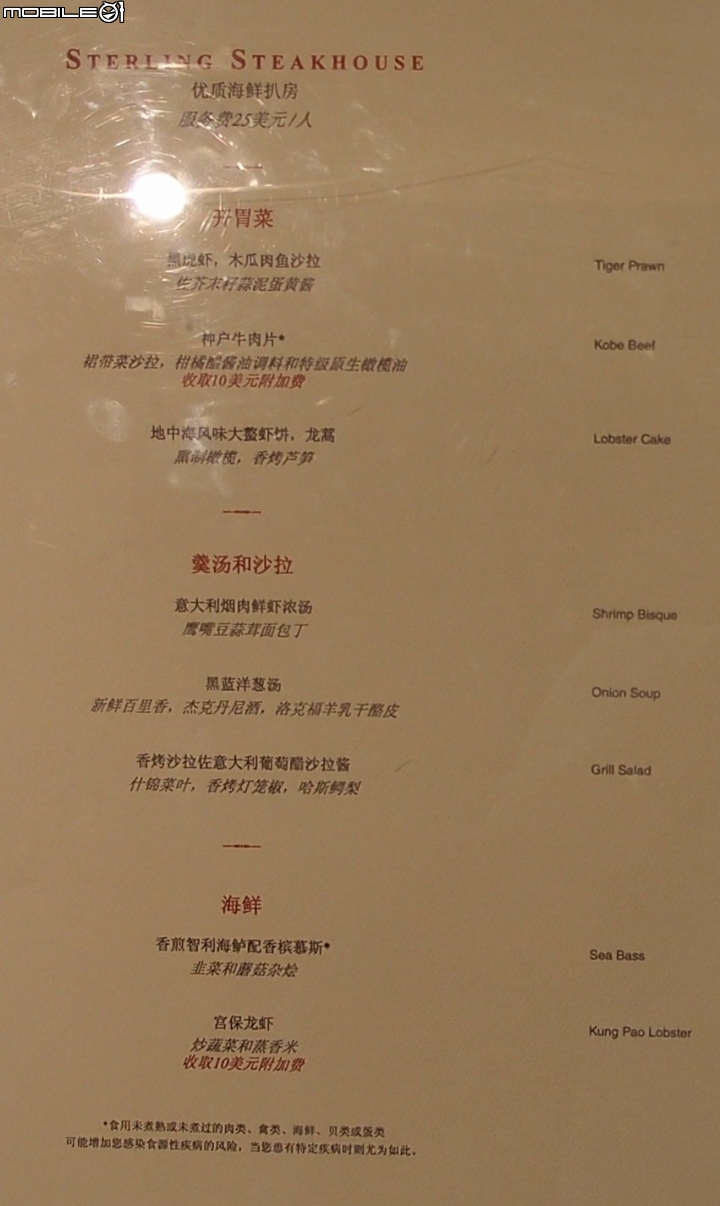 MOBILE01
STERLING STEAKHOUSE
优质海鲜扒房
服务费25美元/人
开胃菜
黑虎虾，木瓜肉鱼沙拉
Tiger Prawn
佐芥末籽蒜泥蛋黄酱
神户牛肉片*
Kobe Beef
裙带菜沙拉，柑橘醋酱油调料和特级原生橄榄油
收取10美元附加费
地中海风味大螯虾饼，龙蒿
Lobster Cake
熏制橄榄，香烤芦笋
羹汤和沙拉
意大利烟肉鲜虾浓汤
Shrimp Bisque
鹰嘴豆蒜茸面包丁
黑蓝洋葱汤
Onion Soup
新鲜百里香，杰克丹尼酒，洛克福羊乳干酪皮
香烤沙拉佐意大利葡萄醋沙拉酱
Grill Salad
什锦菜叶，香烤灯笼椒，哈斯鳄梨
海鲜
香煎智利海鲈配香槟慕斯*
Sea Bass
韭菜和蘑菇杂烩
宫保龙虾
Kung Pao Lobster
炒蔬菜和蒸香米
收取10美元附加费
*食用未煮熟或未煮过的肉类、禽类、海鲜、贝类或蛋类
可能增加您感染食源性疾病的风险，当您患有特定疾病时则尤为如此。